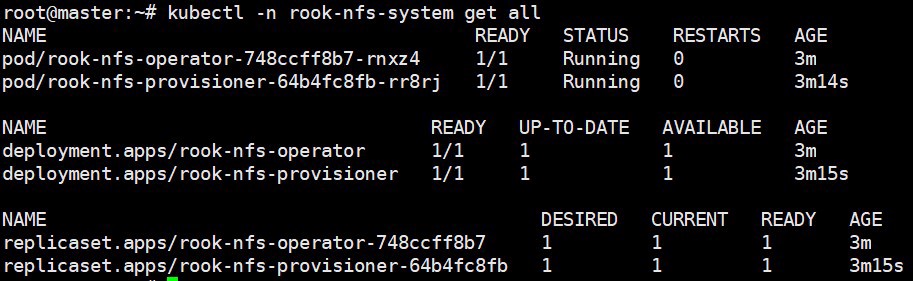 root@master:~# kubectl -n rook-nfs-system get all
NAME READY STATUS RESTARTS AGE
pod/rook-nfs-operator-748ccff8b7-rnxz4 1/1 Running 0 3m
pod/rook-nfs-provisioner-64b4fc8fb-rr8rj 1/1 Running 0 3m14s

NAME READY UP-TO-DATE AVAILABLE AGE
deployment.apps/rook-nfs-operator 1/1 1 1 3m
deployment.apps/rook-nfs-provisioner 1/1 1 1 3m15s

NAME DESIRED CURRENT READY AGE
replicaset.apps/rook-nfs-operator-748ccff8b7 1 1 1 3m
replicaset.apps/rook-nfs-provisioner-64b4fc8fb 1 1 1 3m15s